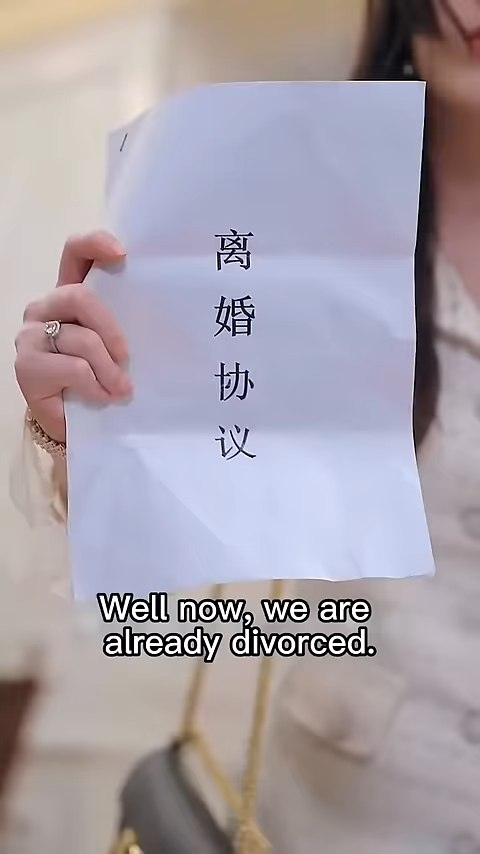 离
婚
协
议
Well now, we are
already divorced.